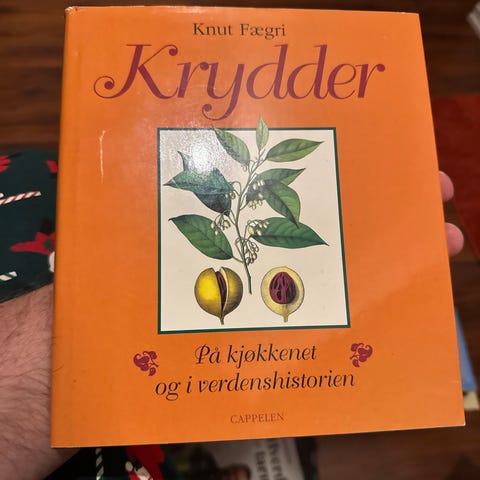 Knut Fægri
Krydder
På kjøkkenet
og i verdenshistorien
CAPPELEN